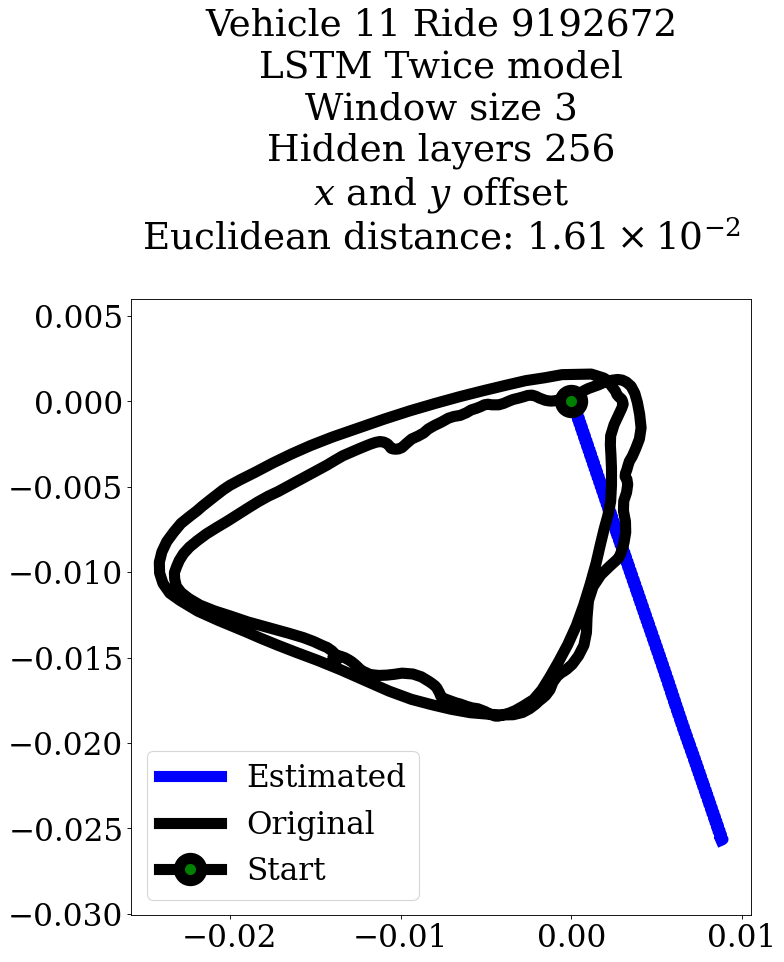 Vehicle 11 Ride 9192672
LSTM Twice model
Window size 3
Hidden layers 256
x and y offset
Euclidean distance: 1.61 × 10⁻²
0.005
0.000
−0.005
−0.010
−0.015
−0.020
−0.025
−0.030
Estimated
Original
Start
−0.02
−0.01
0.00
0.01